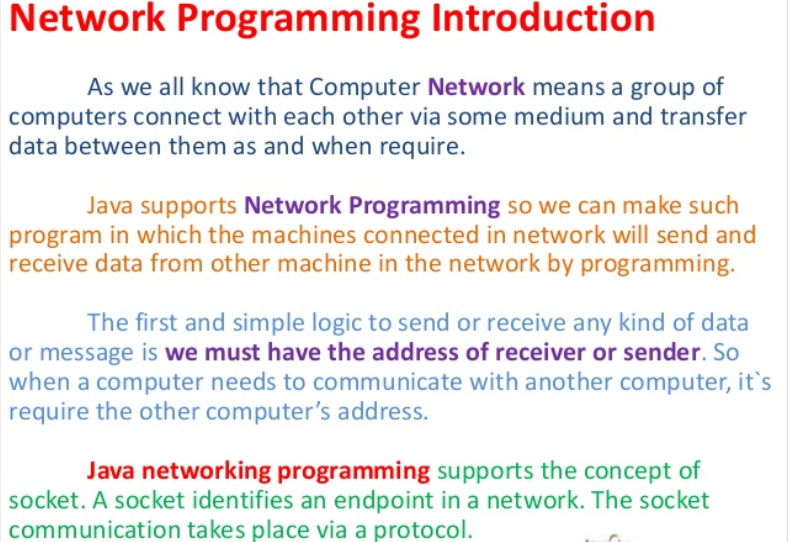 Network Programming Introduction
As we all know that Computer Network means a group of
computers connect with each other via some medium and transfer
data between them as and when require.
Java supports Network Programming so we can make such
program in which the machines connected in network will send and
receive data from other machine in the network by programming.
The first and simple logic to send or receive any kind of data
or message is we must have the address of receiver or sender. So
when a computer needs to communicate with another computer, it`s
require the other computer’s address.
Java networking programming supports the concept of
socket. A socket identifies an endpoint in a network. The socket
communication takes place via a protocol.